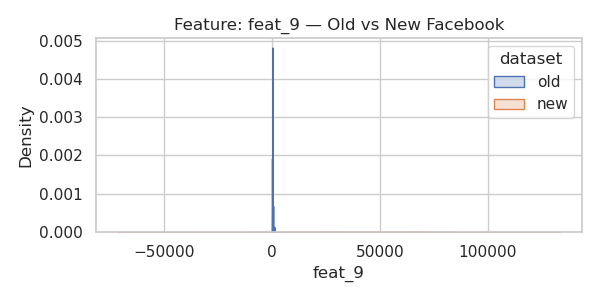 Feature: feat_9 — Old vs New Facebook
dataset
old
new
Density
0.005
0.004
0.003
0.002
0.001
0.000
−50000
0
50000
100000
feat_9